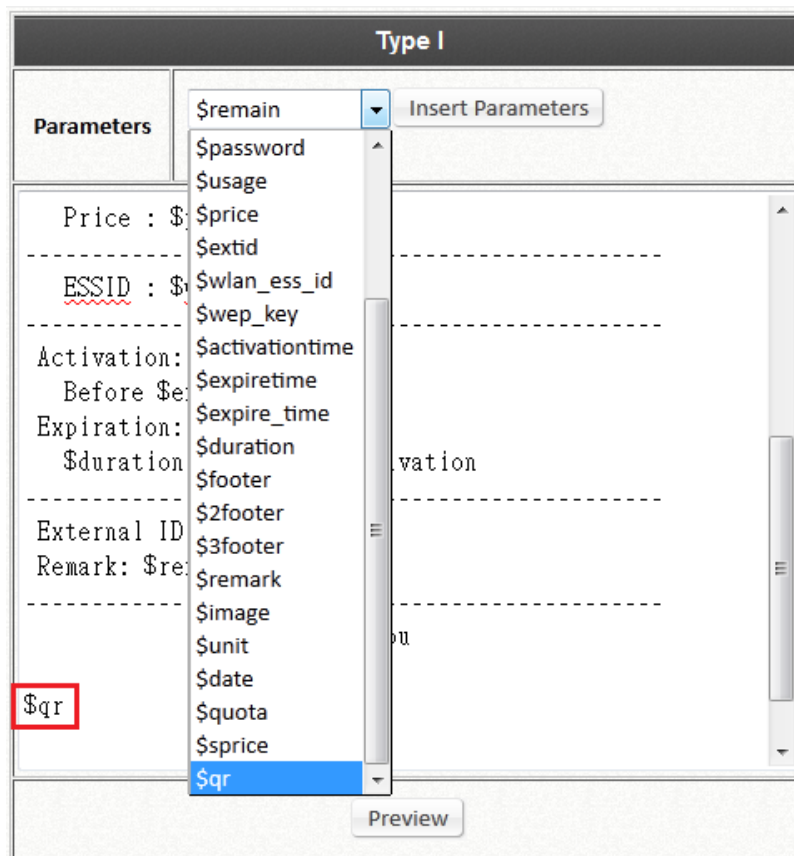 Type I
Parameters
$remain
Insert Parameters
$password
$usage
$price
$extid
$wlan_ess_id
$wep_key
$activationtime
$expiretime
$expire_time
$duration
$footer
$2footer
$3footer
$remark
$image
$unit
$date
$quota
$sprice
$qr
Price : $
------------------------------------------------
ESSID : $
------------------------------------------------
Activation:
Before $e
Expiration:
$duration vation
------------------------------------------------
External ID
Remark: $re
------------------------------------------------
ou
$qr
Preview